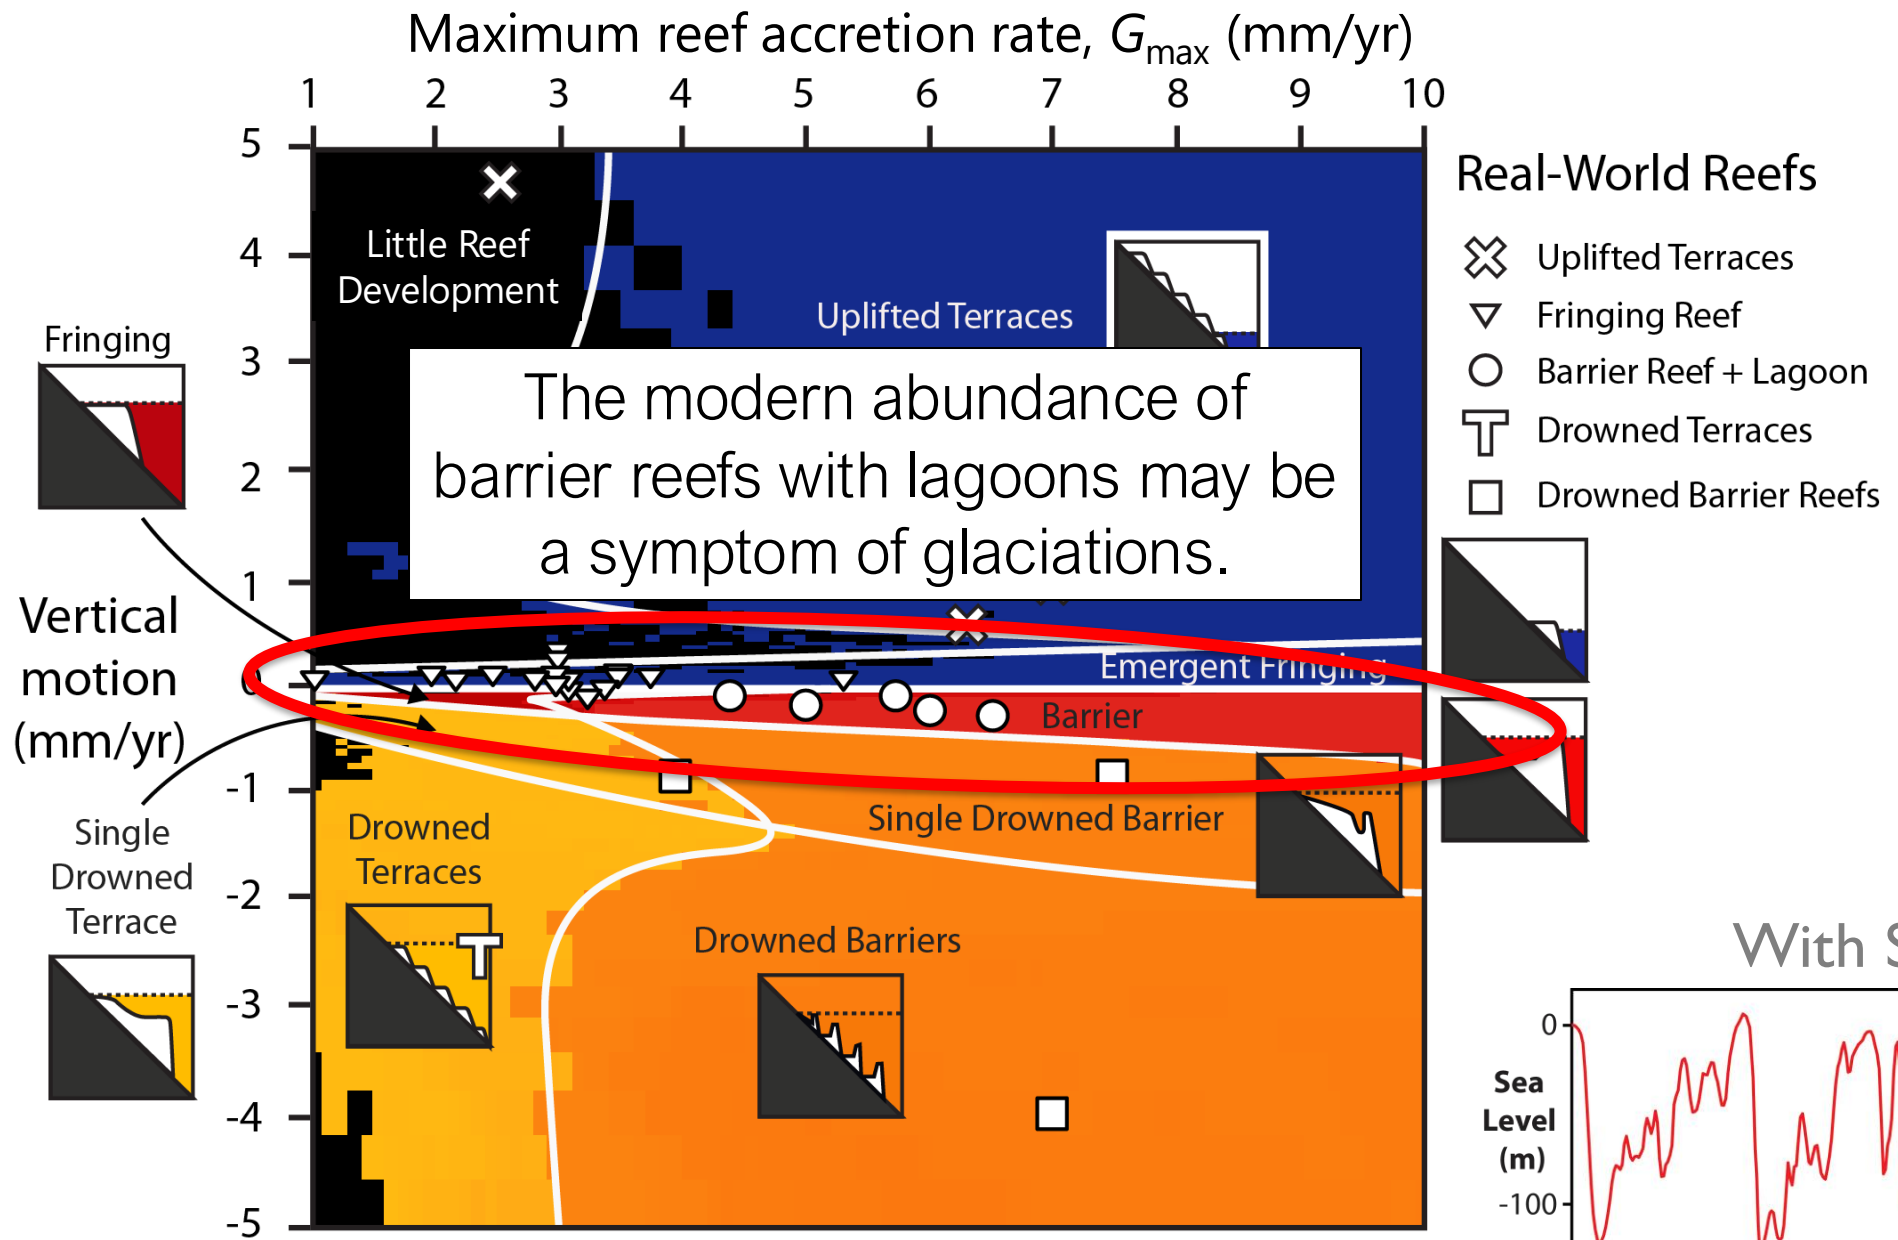 Maximum reef accretion rate, Gmax (mm/yr)
1 2 3 4 5 6 7 8 9 10
5
4
3
2
1
0
-1
-2
-3
-4
-5
Vertical
motion
(mm/yr)
Fringing
Single
Drowned
Terrace
Little Reef
Development
Uplifted Terraces
The modern abundance of
barrier reefs with lagoons may be
a symptom of glaciations.
Emergent Fringing
Barrier
Single Drowned Barrier
Drowned
Terraces
Drowned Barriers
Real-World Reefs
Uplifted Terraces
Fringing Reef
Barrier Reef + Lagoon
Drowned Terraces
Drowned Barrier Reefs
With S
0
Sea
Level
(m)
-100